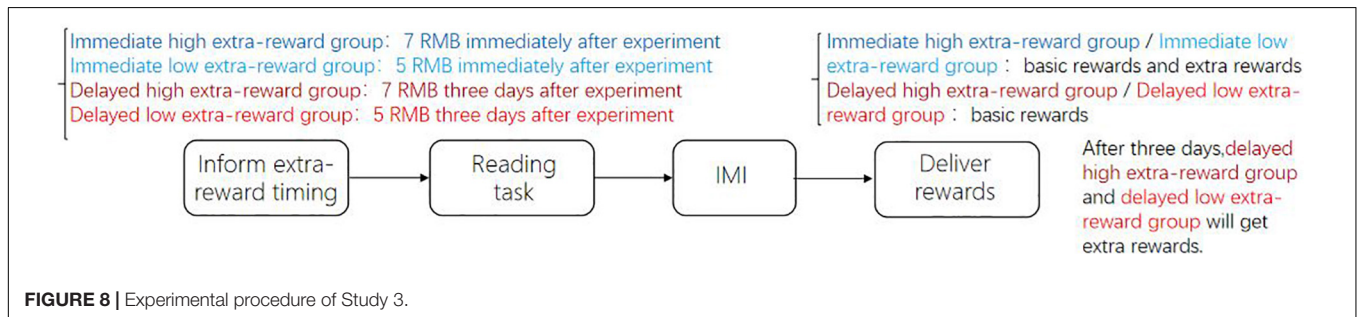 Immediate high extra-reward group: 7 RMB immediately after experiment
Immediate low extra-reward group: 5 RMB immediately after experiment
Delayed high extra-reward group: 7 RMB three days after experiment
Delayed low extra-reward group: 5 RMB three days after experiment
Immediate high extra-reward group / Immediate low
extra-reward group : basic rewards and extra rewards
Delayed high extra-reward group / Delayed low extra-
reward group : basic rewards
Inform extra-
reward timing
Reading
task
IMI
Deliver
rewards
After three days,delayed
high extra-reward group
and delayed low extra-
reward group will get
extra rewards.
FIGURE 8 | Experimental procedure of Study 3.